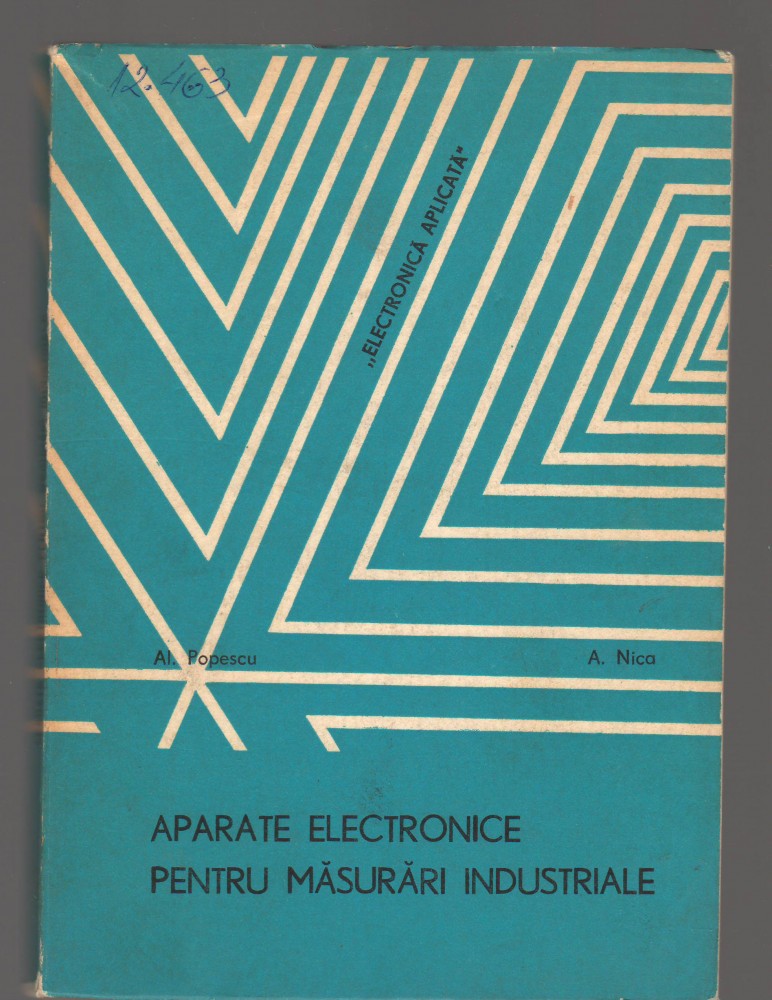 12.463
„ELECTRONICĂ APLICATĂ"
Al. Popescu A. Nica
APARATE ELECTRONICE
PENTRU MĂSURĂRI INDUSTRIALE